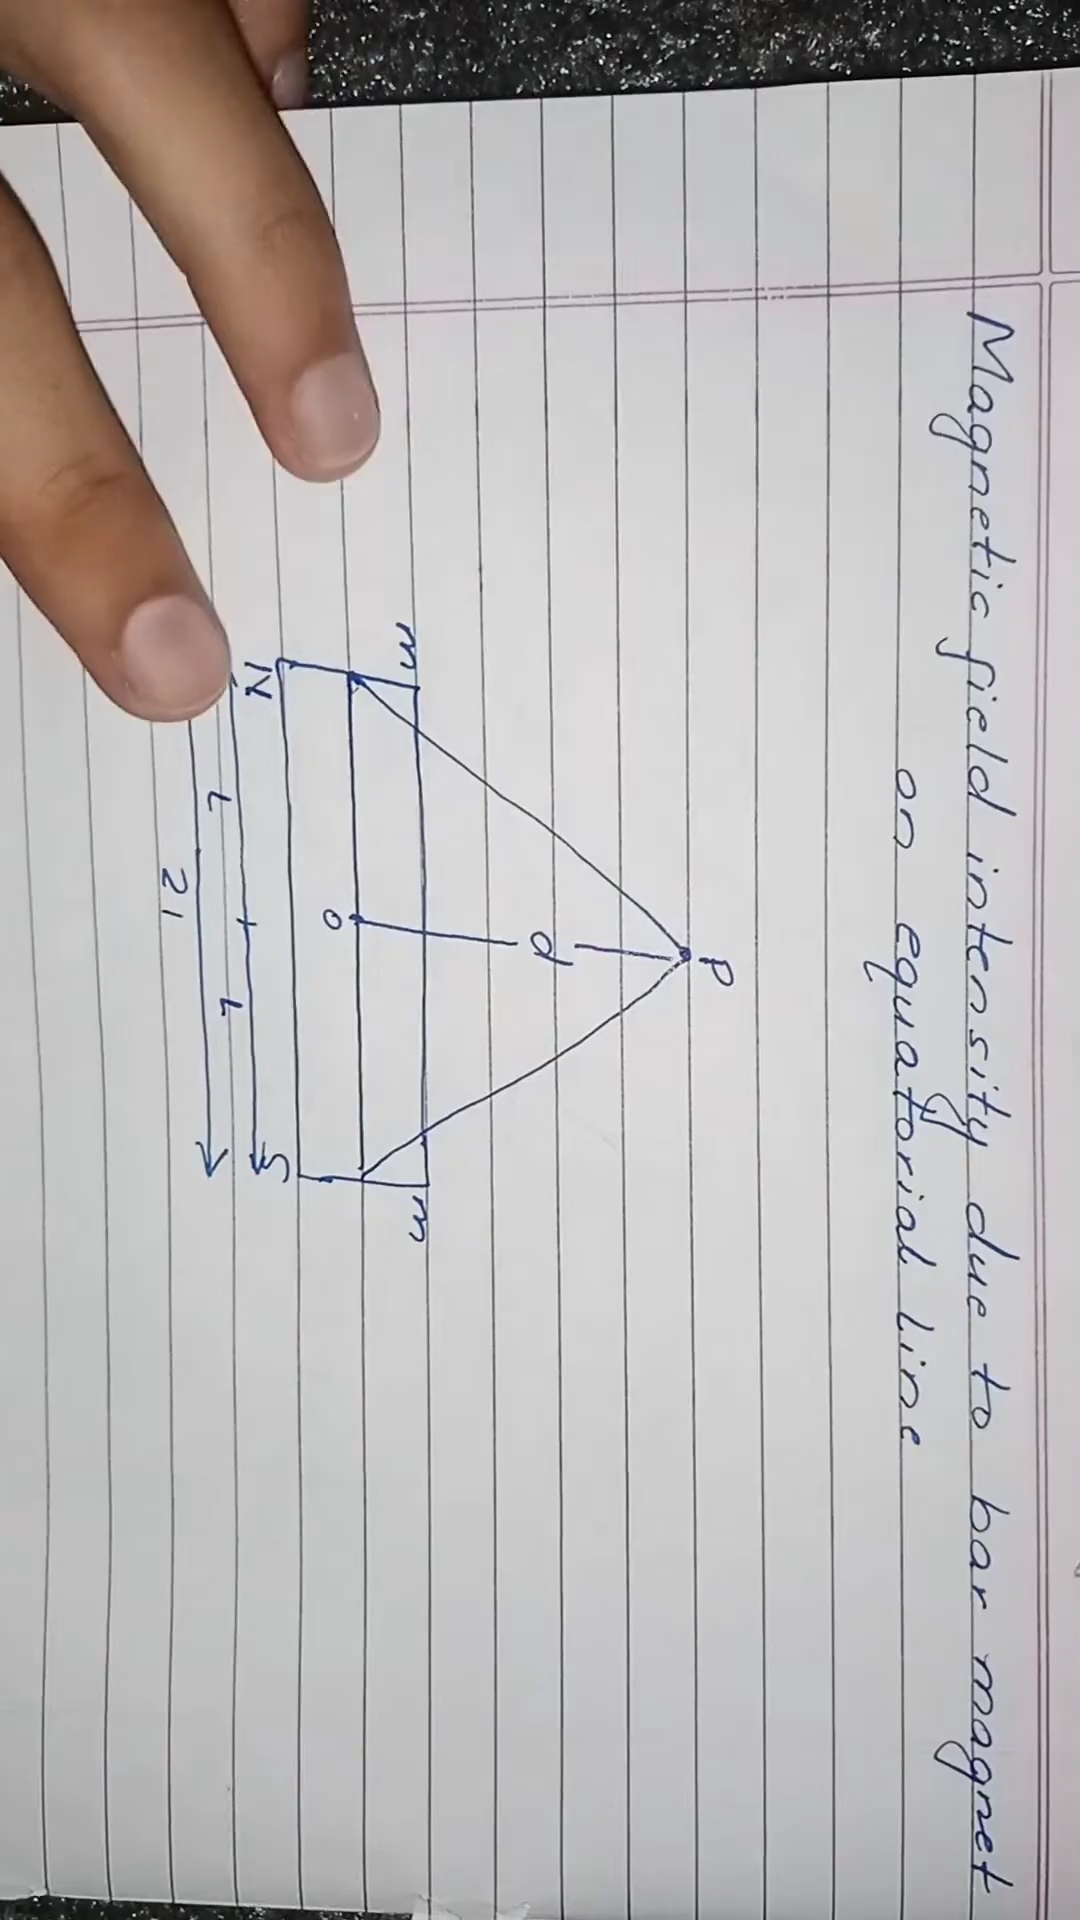 Magnetic field intensity due to bar magnet
on equatorial line
P
d
m
m
o
N
S
L
L
2l